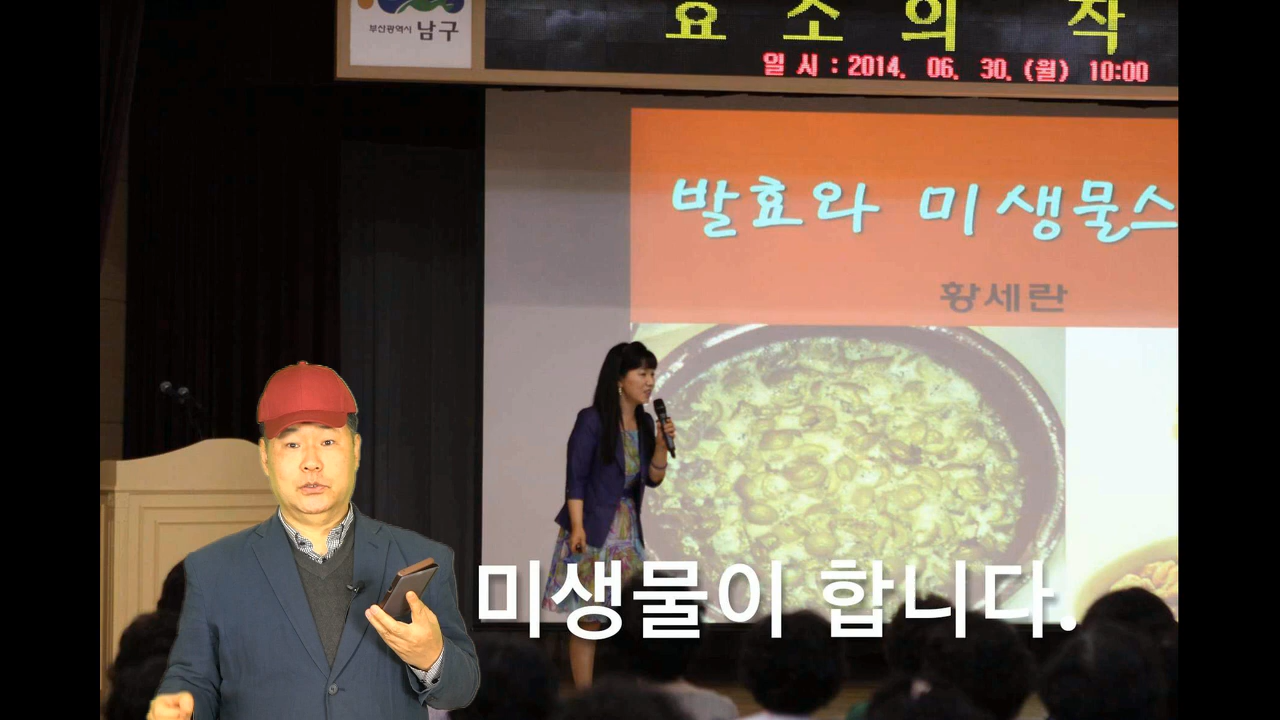 부산광역시 남구
효 소 의 작
일 시 : 2014. 06. 30. (월) 10:00
발효와 미생물스
황세란
미생물이 합니다.